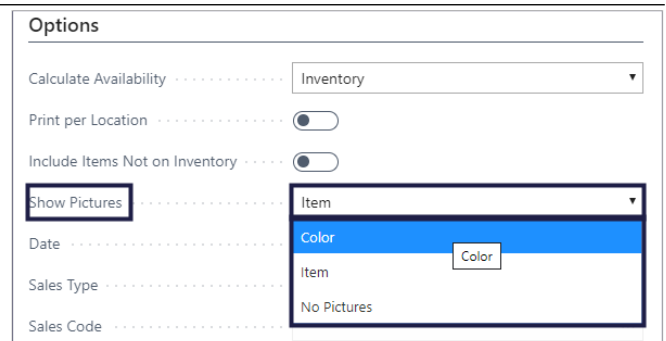 Options
Calculate Availability Inventory
Print per Location
Include Items Not on Inventory
Show Pictures Item
Date Color
Color
Sales Type Item
No Pictures
Sales Code